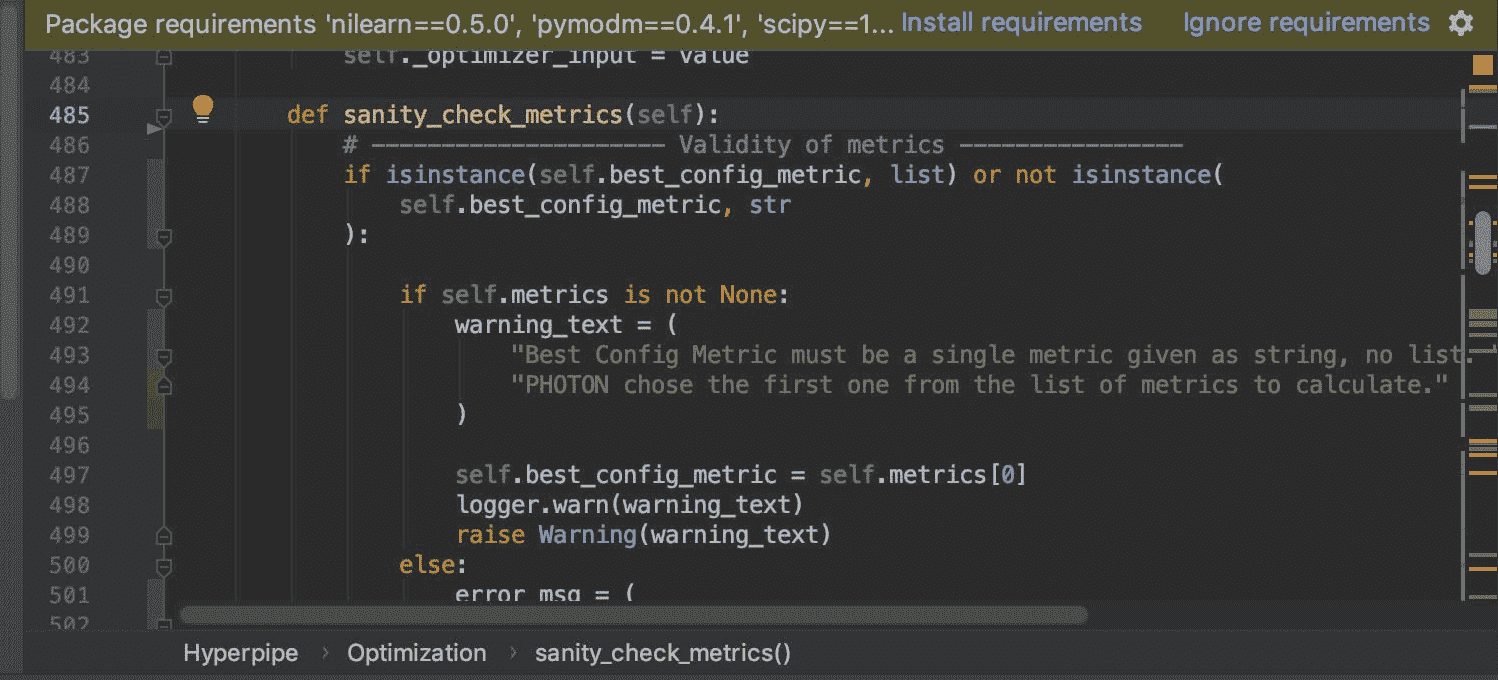 Package requirements 'nilearn==0.5.0', 'pymodm==0.4.1', 'scipy==1... Install requirements Ignore requirements
483 self._optimizer_input = value
484
485 def sanity_check_metrics(self):
486 # --------------------- Validity of metrics ----------------
487 if isinstance(self.best_config_metric, list) or not isinstance(
488 self.best_config_metric, str
489 ):
490
491 if self.metrics is not None:
492 warning_text = (
493 "Best Config Metric must be a single metric given as string, no list. "
494 "PHOTON chose the first one from the list of metrics to calculate."
495 )
496
497 self.best_config_metric = self.metrics[0]
498 logger.warn(warning_text)
499 raise Warning(warning_text)
500 else:
501 error_msg = (
502
Hyperpipe › Optimization › sanity_check_metrics()